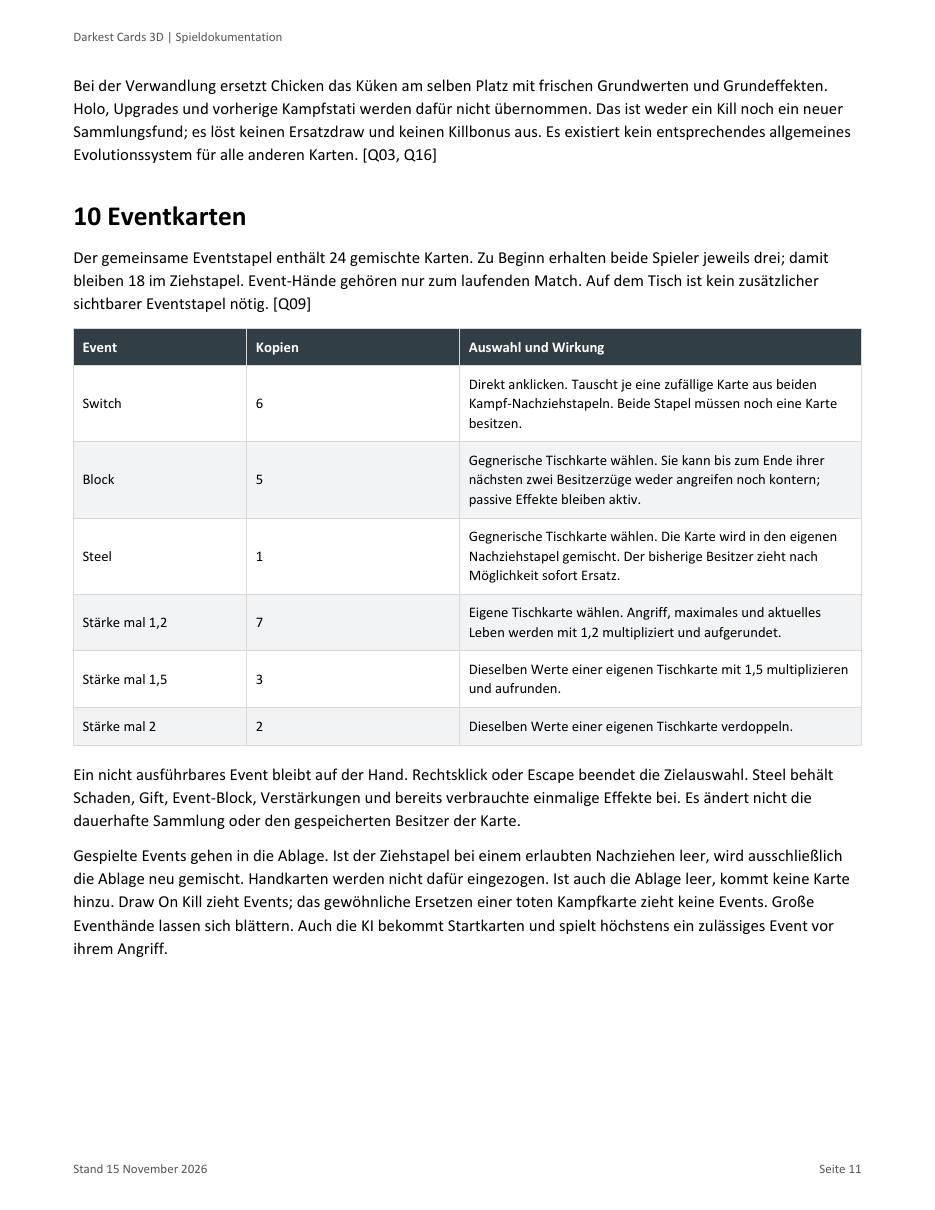 Darkest Cards 3D | Spieldokumentation
Bei der Verwandlung ersetzt Chicken das Küken am selben Platz mit frischen Grundwerten und Grundeffekten.
Holo, Upgrades und vorherige Kampfstati werden dafür nicht übernommen. Das ist weder ein Kill noch ein neuer
Sammlungsfund; es löst keinen Ersatzdraw und keinen Killbonus aus. Es existiert kein entsprechendes allgemeines
Evolutionssystem für alle anderen Karten. [Q03, Q16]
10 Eventkarten
Der gemeinsame Eventstapel enthält 24 gemischte Karten. Zu Beginn erhalten beide Spieler jeweils drei; damit
bleiben 18 im Ziehstapel. Event-Hände gehören nur zum laufenden Match. Auf dem Tisch ist kein zusätzlicher
sichtbarer Eventstapel nötig. [Q09]
Event Kopien Auswahl und Wirkung
Switch 6 Direkt anklicken. Tauscht je eine zufällige Karte aus beiden
Kampf-Nachziehstapeln. Beide Stapel müssen noch eine Karte
besitzen.
Block 5 Gegnerische Tischkarte wählen. Sie kann bis zum Ende ihrer
nächsten zwei Besitzerzüge weder angreifen noch kontern;
passive Effekte bleiben aktiv.
Steel 1 Gegnerische Tischkarte wählen. Die Karte wird in den eigenen
Nachziehstapel gemischt. Der bisherige Besitzer zieht nach
Möglichkeit sofort Ersatz.
Stärke mal 1,2 7 Eigene Tischkarte wählen. Angriff, maximales und aktuelles
Leben werden mit 1,2 multipliziert und aufgerundet.
Stärke mal 1,5 3 Dieselben Werte einer eigenen Tischkarte mit 1,5 multiplizieren
und aufrunden.
Stärke mal 2 2 Dieselben Werte einer eigenen Tischkarte verdoppeln.
Ein nicht ausführbares Event bleibt auf der Hand. Rechtsklick oder Escape beendet die Zielauswahl. Steel behält
Schaden, Gift, Event-Block, Verstärkungen und bereits verbrauchte einmalige Effekte bei. Es ändert nicht die
dauerhafte Sammlung oder den gespeicherten Besitzer der Karte.
Gespielte Events gehen in die Ablage. Ist der Ziehstapel bei einem erlaubten Nachziehen leer, wird ausschließlich
die Ablage neu gemischt. Handkarten werden nicht dafür eingezogen. Ist auch die Ablage leer, kommt keine Karte
hinzu. Draw On Kill zieht Events; das gewöhnliche Ersetzen einer toten Kampfkarte zieht keine Events. Große
Eventhände lassen sich blättern. Auch die KI bekommt Startkarten und spielt höchstens ein zulässiges Event vor
ihrem Angriff.
Stand 15 November 2026 Seite 11